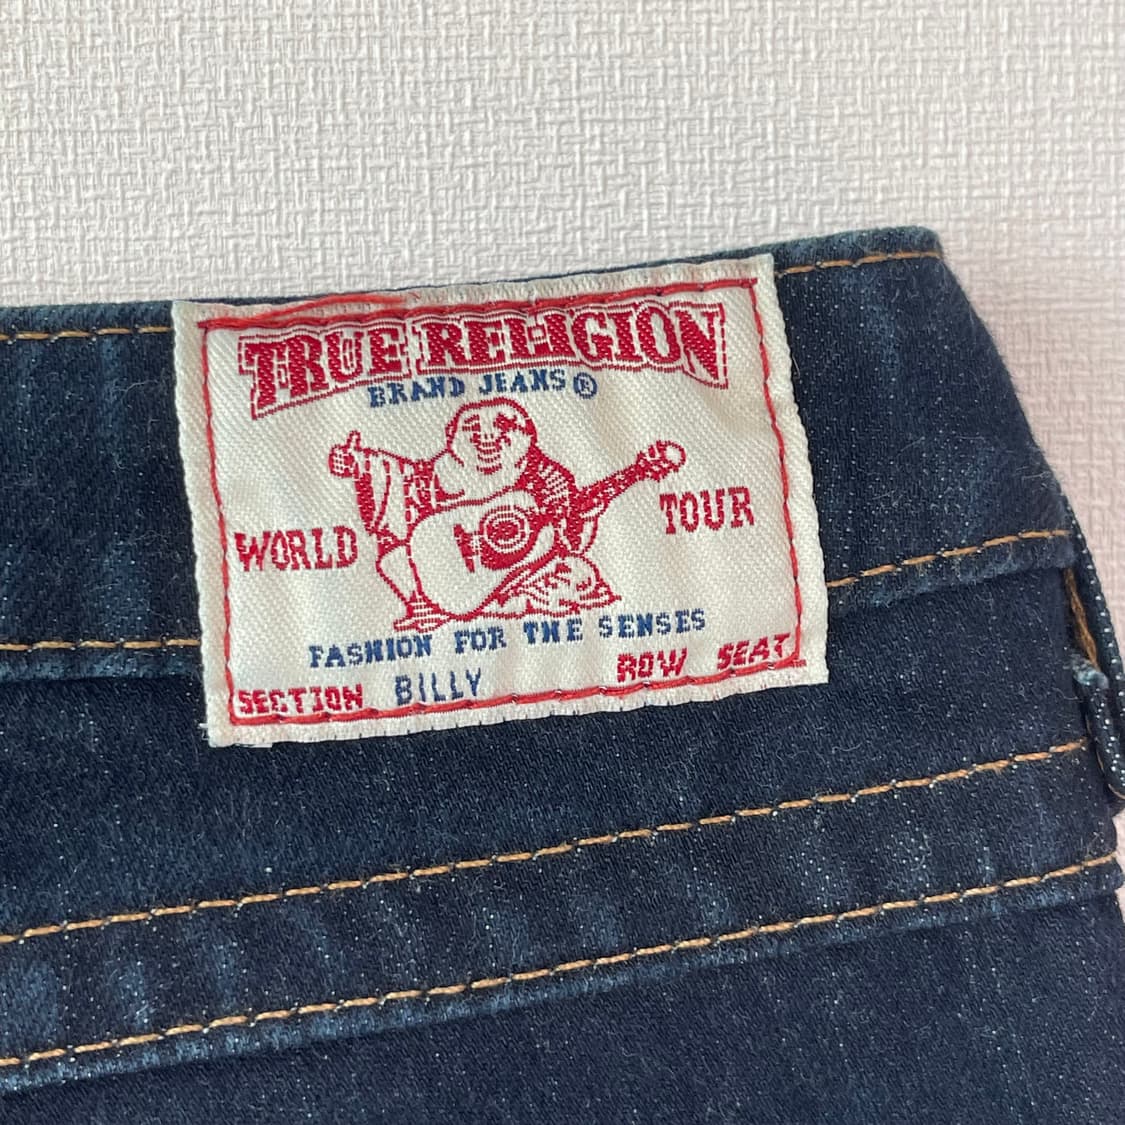 TRUE RELIGION
BRAND JEANS®
WORLD TOUR
FASHION FOR THE SENSES
SECTION BILLY ROW SEAT